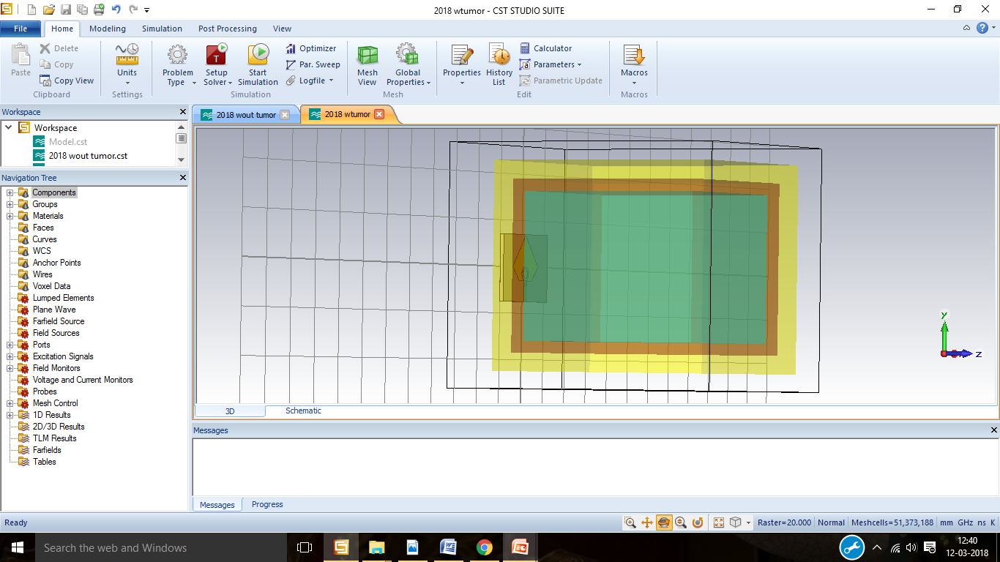 2018 wtumor - CST STUDIO SUITE
File Home Modeling Simulation Post Processing View
Paste
Delete
Copy
Copy View
Clipboard
Units
Settings
Problem Type
Setup Solver
Start Simulation
Optimizer
Par. Sweep
Logfile
Simulation
Mesh View
Global Properties
Mesh
Properties
History List
Calculator
Parameters
Parametric Update
Edit
Macros
Macros
Workspace
Workspace
Model.cst
2018 wout tumor.cst
2018 wout tumor 2018 wtumor
Navigation Tree
Components
Groups
Materials
Faces
Curves
WCS
Anchor Points
Wires
Voxel Data
Lumped Elements
Plane Wave
Farfield Source
Field Sources
Ports
Excitation Signals
Field Monitors
Voltage and Current Monitors
Probes
Mesh Control
1D Results
2D/3D Results
TLM Results
Farfields
Tables
y
z
3D Schematic
Messages
Messages Progress
Ready Raster=20.000 Normal Meshcells=51,373,188 mm GHz ns K
Search the web and Windows
12:40
12-03-2018